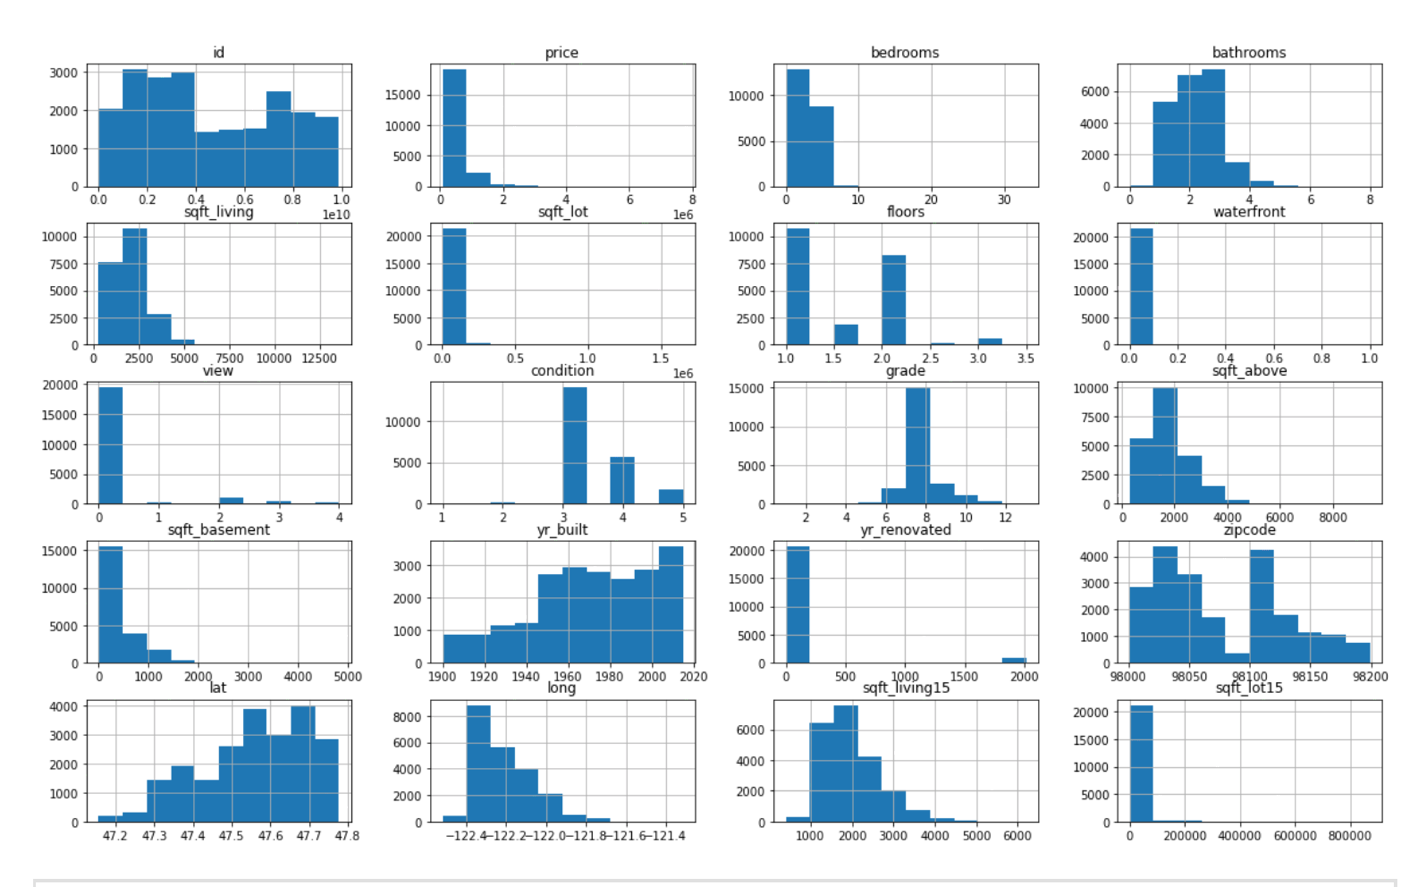 id price bedrooms bathrooms
3000 15000 10000 6000
2000 10000 5000 4000
1000 5000 2000
0 0 0 0
0.0 0.2 0.4 0.6 0.8 1.0 0 2 4 6 8 0 10 20 30 0 2 4 6 8
1e10 1e6
sqft_living sqft_lot floors waterfront
10000 20000 10000 20000
7500 15000 7500 15000
5000 10000 5000 10000
2500 5000 2500 5000
0 0 0 0
0 2500 5000 7500 10000 12500 0.0 0.5 1.0 1.5 1.0 1.5 2.0 2.5 3.0 3.5 0.0 0.2 0.4 0.6 0.8 1.0
1e6
view condition grade sqft_above
20000 10000 15000 10000
15000 5000 10000 7500
10000 0 5000 5000
5000 0 2500
0 0
0 1 2 3 4 1 2 3 4 5 2 4 6 8 10 12 0 2000 4000 6000 8000
sqft_basement yr_built yr_renovated zipcode
15000 3000 20000 4000
10000 2000 15000 3000
5000 1000 10000 2000
0 0 5000 1000
0 0
0 1000 2000 3000 4000 5000 1900 1920 1940 1960 1980 2000 2020 0 500 1000 1500 2000 98000 98050 98100 98150 98200
lat long sqft_living15 sqft_lot15
4000 8000 6000 20000
3000 6000 4000 15000
2000 4000 2000 10000
1000 2000 0 5000
0 0 0
47.2 47.3 47.4 47.5 47.6 47.7 47.8 −122.4 −122.2 −122.0 −121.8 −121.6 −121.4 1000 2000 3000 4000 5000 6000 0 200000 400000 600000 800000